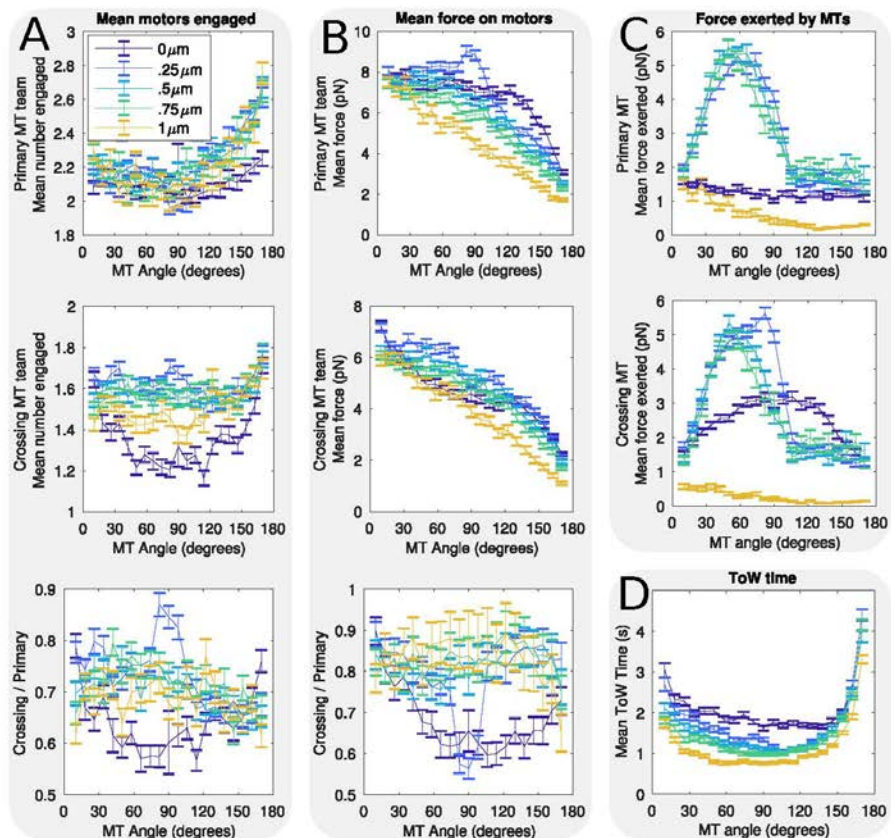 A
Mean motors engaged
3
2.8
2.6
2.4
2.2
2
1.8
Primary MT team
Mean number engaged
0 μm
.25 μm
.5 μm
.75 μm
1 μm
0 30 60 90 120 150 180
MT Angle (degrees)
2
1.8
1.6
1.4
1.2
1
Crossing MT team
Mean number engaged
0 30 60 90 120 150 180
MT Angle (degrees)
0.9
0.8
0.7
0.6
0.5
Crossing / Primary
0 30 60 90 120 150 180
MT Angle (degrees)
B
Mean force on motors
10
8
6
4
2
0
Primary MT team
Mean force (pN)
0 30 60 90 120 150 180
MT Angle (degrees)
8
6
4
2
0
Crossing MT team
Mean force (pN)
0 30 60 90 120 150 180
MT Angle (degrees)
1
0.9
0.8
0.7
0.6
0.5
Crossing / Primary
0 30 60 90 120 150 180
MT Angle (degrees)
C
Force exerted by MTs
6
5
4
3
2
1
0
Primary MT
Mean force exerted (pN)
0 30 60 90 120 150 180
MT angle (degrees)
6
5
4
3
2
1
0
Crossing MT
Mean force exerted (pN)
0 30 60 90 120 150 180
MT angle (degrees)
D
ToW time
4
3
2
1
0
Mean ToW Time (s)
0 30 60 90 120 150 180
MT Angle (degrees)